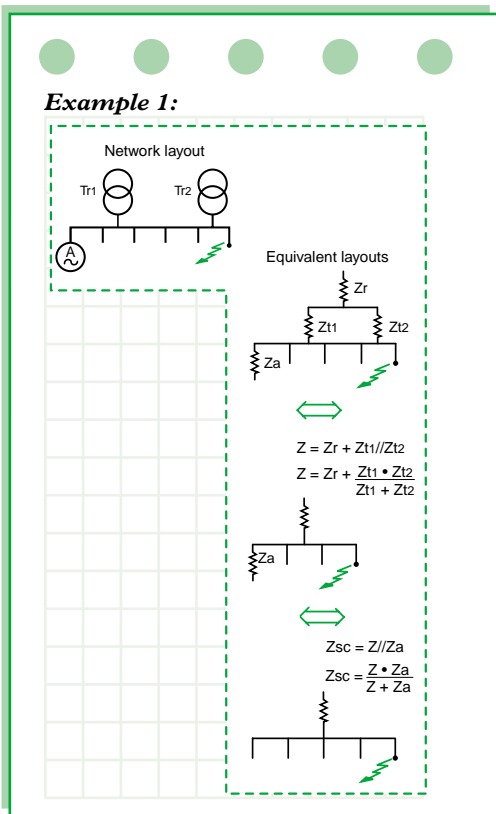 Example 1:
Network layout
Tr1 Tr2
A
Equivalent layouts
Zr
Zt1 Zt2
Za
Z = Zr + Zt1//Zt2
Z = Zr + Zt1 • Zt2
Zt1 + Zt2
Za
Zsc = Z//Za
Zsc = Z • Za
Z + Za